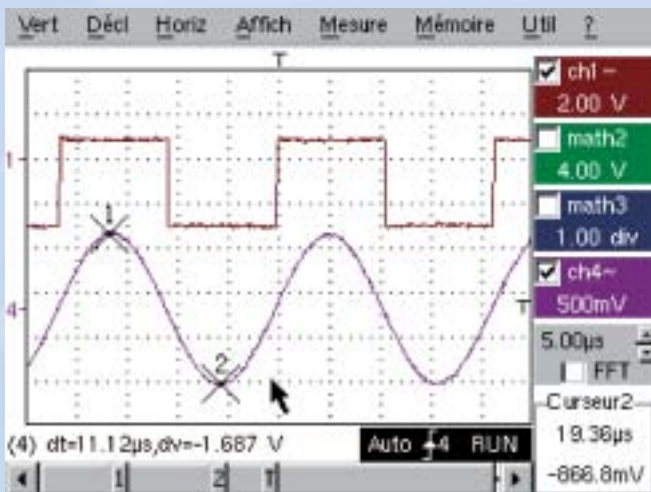 Vert Décl Horiz Affich Mesure Mémoire Util ?
T
ch1 ~
2.00 V
math2
4.00 V
math3
1.00 div
ch4~
500mV
1
1
4
2
T
5.00µs
FFT
Curseur2
19.36µs
-866.8mV
(4) dt=11.12µs,dv=-1.687 V
Auto 4 RUN
1 2 T